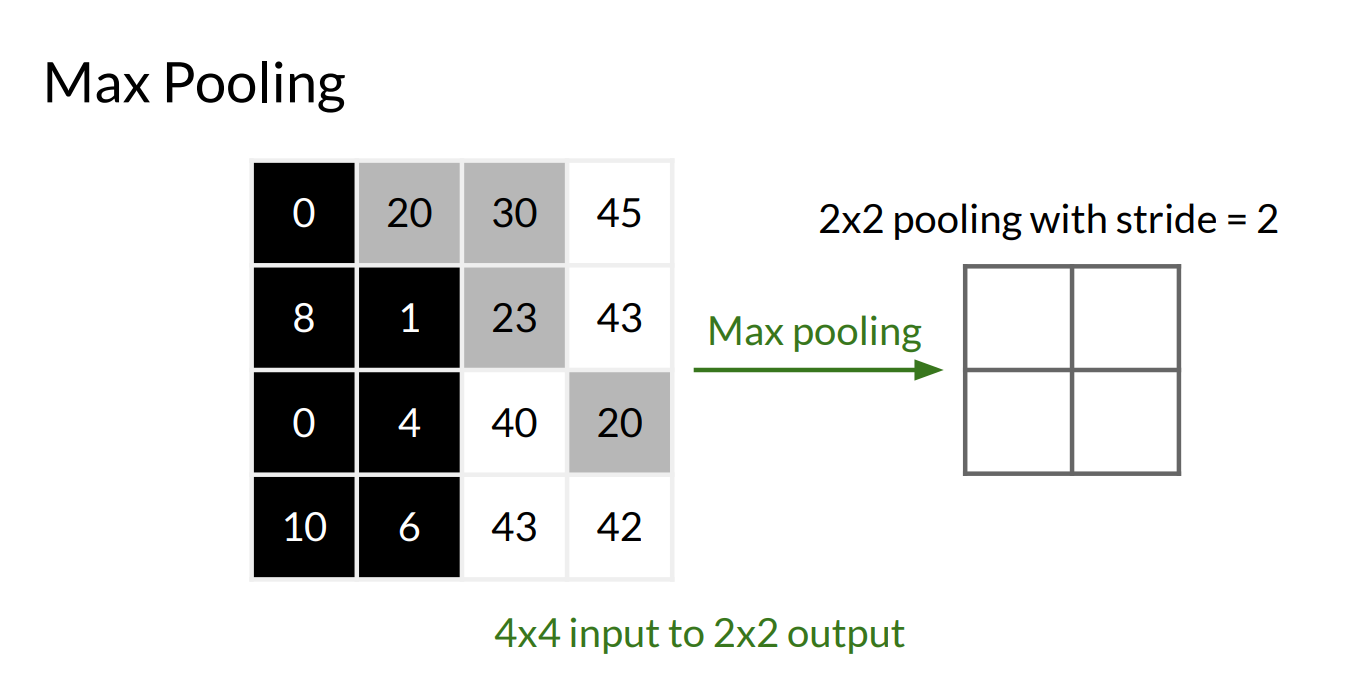 Max Pooling
0 20 30 45
2x2 pooling with stride = 2
8 1 23 43
Max pooling
0 4 40 20
10 6 43 42
4x4 input to 2x2 output